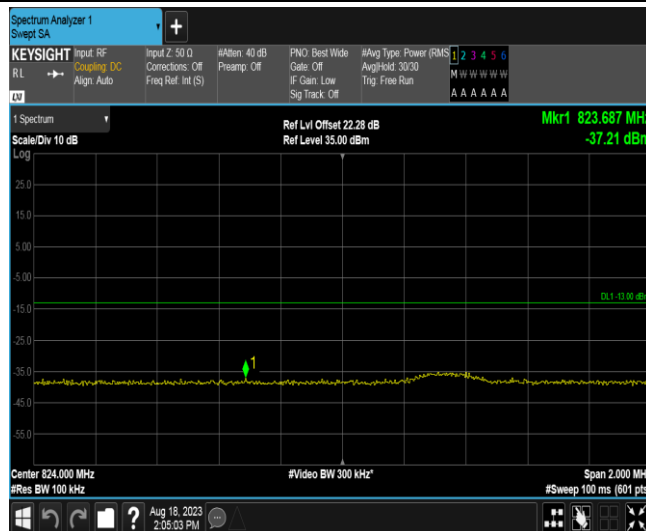 Spectrum Analyzer 1
Swept SA
+
KEYSIGHT
RL
LXI
Input: RF
Coupling: DC
Align: Auto
Input Z: 50 Ω
Corrections: Off
Freq Ref: Int (S)
#Atten: 40 dB
Preamp: Off
PNO: Best Wide
Gate: Off
IF Gain: Low
Sig Track: Off
#Avg Type: Power (RMS
Avg|Hold: 30/30
Trig: Free Run
1 2 3 4 5 6
M W W W W W
A A A A A A
1 Spectrum
Scale/Div 10 dB
Ref Lvl Offset 22.28 dB
Ref Level 35.00 dBm
Mkr1 823.687 MHz
-37.21 dBm
Log
25.0
15.0
5.00
-5.00
-15.0
-25.0
-35.0
-45.0
-55.0
DL1 -13.00 dBm
1
Center 824.000 MHz
#Res BW 100 kHz
#Video BW 300 kHz*
Span 2.000 MH
#Sweep 100 ms (601 pts
?
Aug 18, 2023
2:05:03 PM